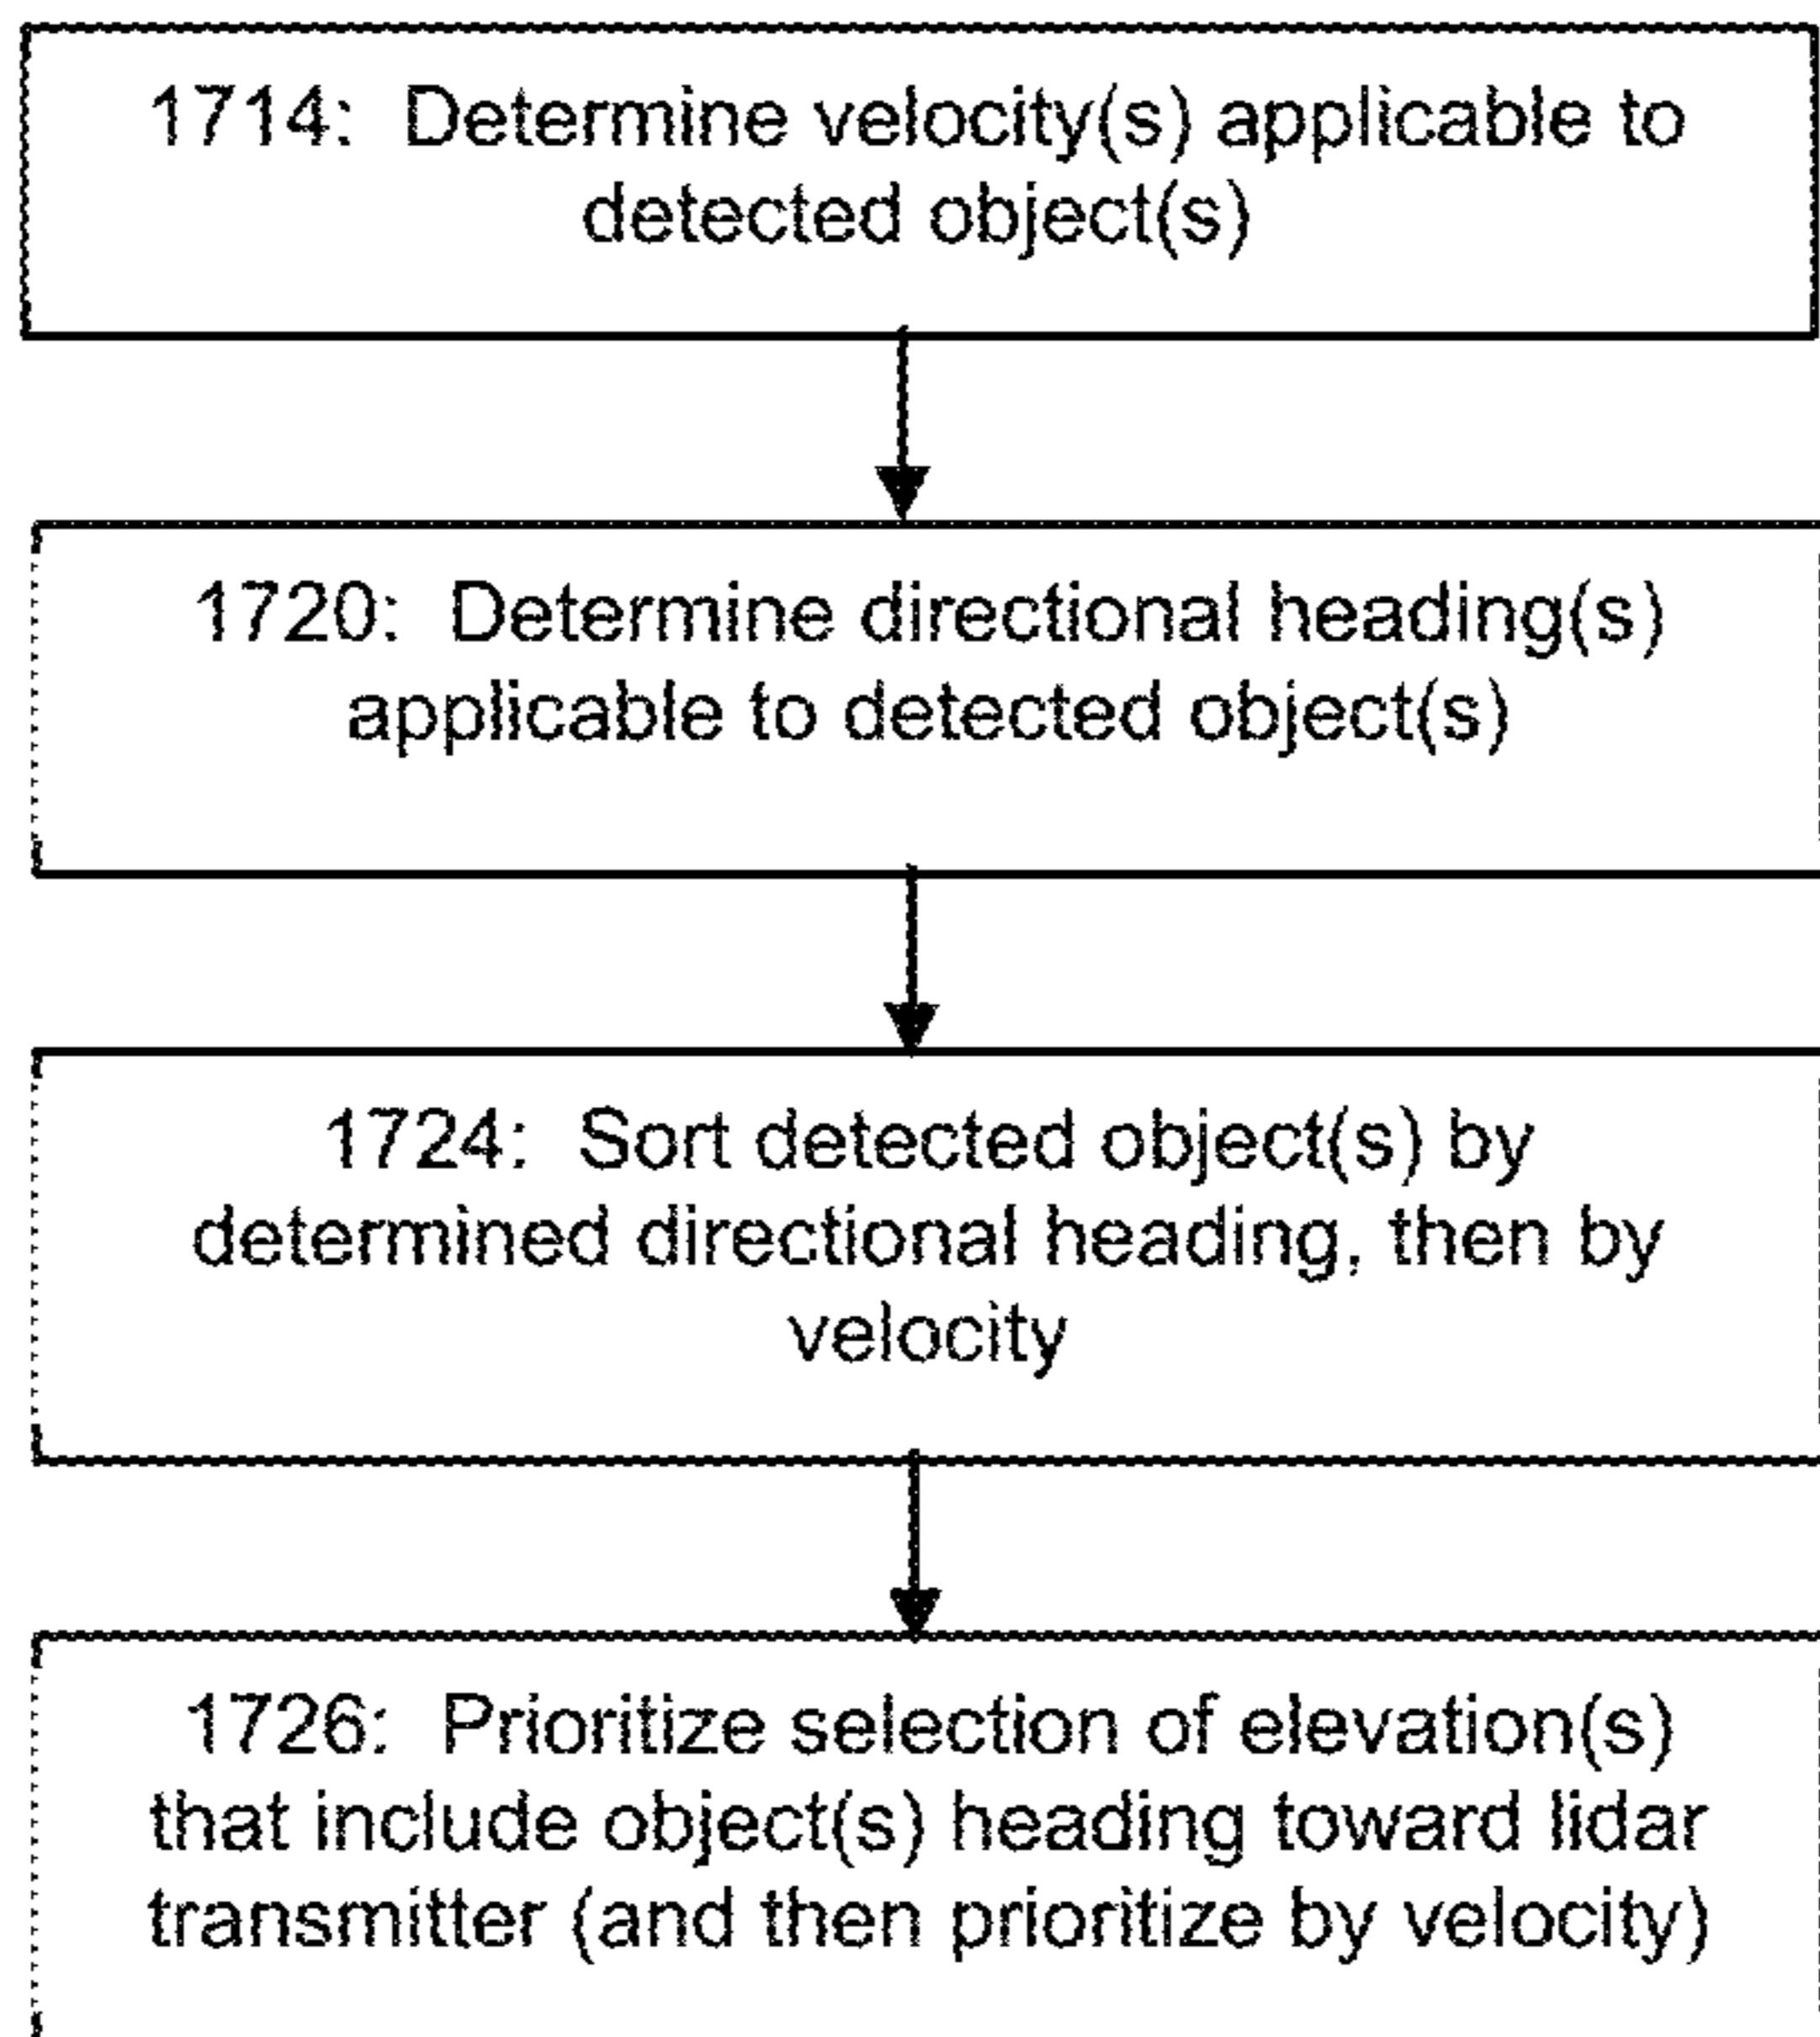 1714: Determine velocity(s) applicable to
detected object(s)
1720: Determine directional heading(s)
applicable to detected object(s)
1724: Sort detected object(s) by
determined directional heading, then by
velocity
1726: Prioritize selection of elevation(s)
that include object(s) heading toward lidar
transmitter (and then prioritize by velocity)